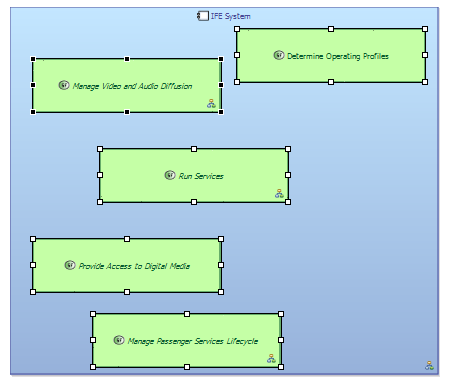 IFE System
Determine Operating Profiles
Manage Video and Audio Diffusion
Run Services
Provide Access to Digital Media
Manage Passenger Services Lifecycle